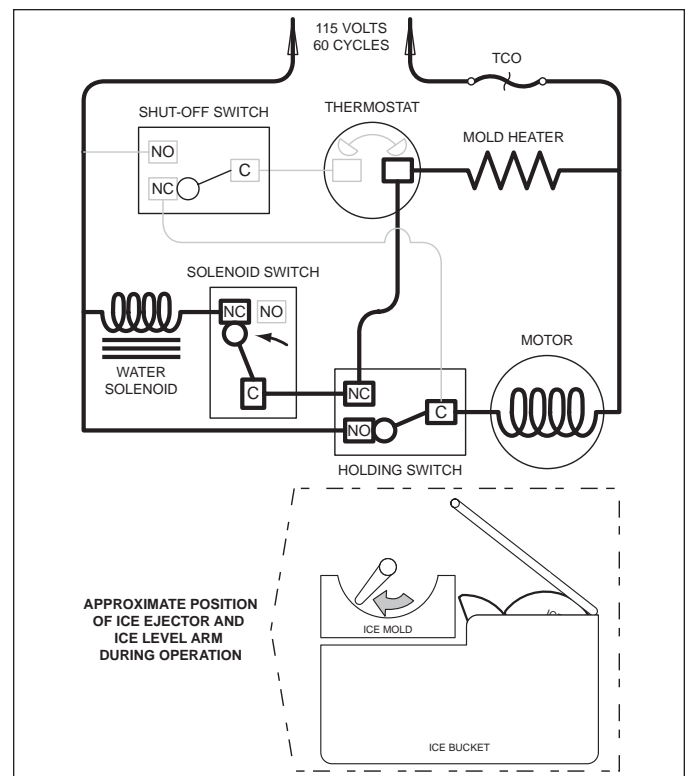 115 VOLTS
60 CYCLES
TCO
SHUT-OFF SWITCH
THERMOSTAT
MOLD HEATER
NO
C
NC
SOLENOID SWITCH
NC NO
MOTOR
WATER
SOLENOID
C
NC
C
NO
HOLDING SWITCH
APPROXIMATE POSITION
OF ICE EJECTOR AND
ICE LEVEL ARM
DURING OPERATION
ICE MOLD
ICE BUCKET